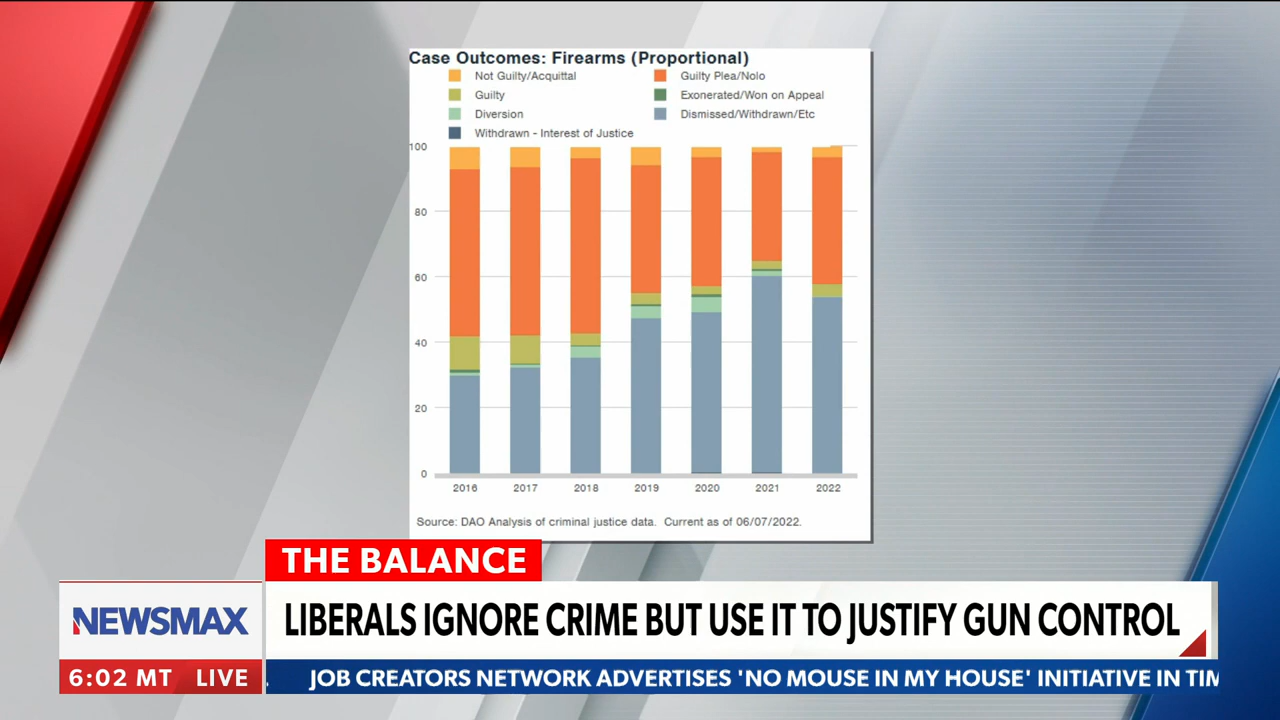 Case Outcomes: Firearms (Proportional)
Not Guilty/Acquittal
Guilty Plea/Nolo
Guilty
Exonerated/Won on Appeal
Diversion
Dismissed/Withdrawn/Etc
Withdrawn - Interest of Justice
100
80
60
40
20
0
2016 2017 2018 2019 2020 2021 2022
Source: DAO Analysis of criminal justice data. Current as of 06/07/2022.
THE BALANCE
NEWSMAX
LIBERALS IGNORE CRIME BUT USE IT TO JUSTIFY GUN CONTROL
6:02 MT LIVE
JOB CREATORS NETWORK ADVERTISES 'NO MOUSE IN MY HOUSE' INITIATIVE IN